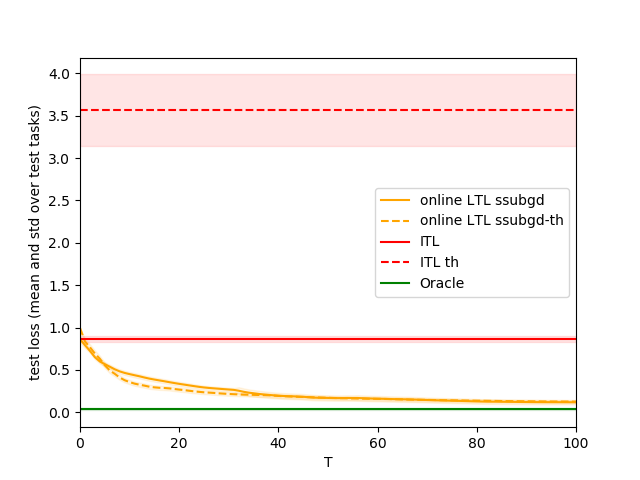 4.0
3.5
3.0
2.5
2.0
1.5
1.0
0.5
0.0
test loss (mean and std over test tasks)
online LTL ssubgd
online LTL ssubgd-th
ITL
ITL th
Oracle
0 20 40 60 80 100
T